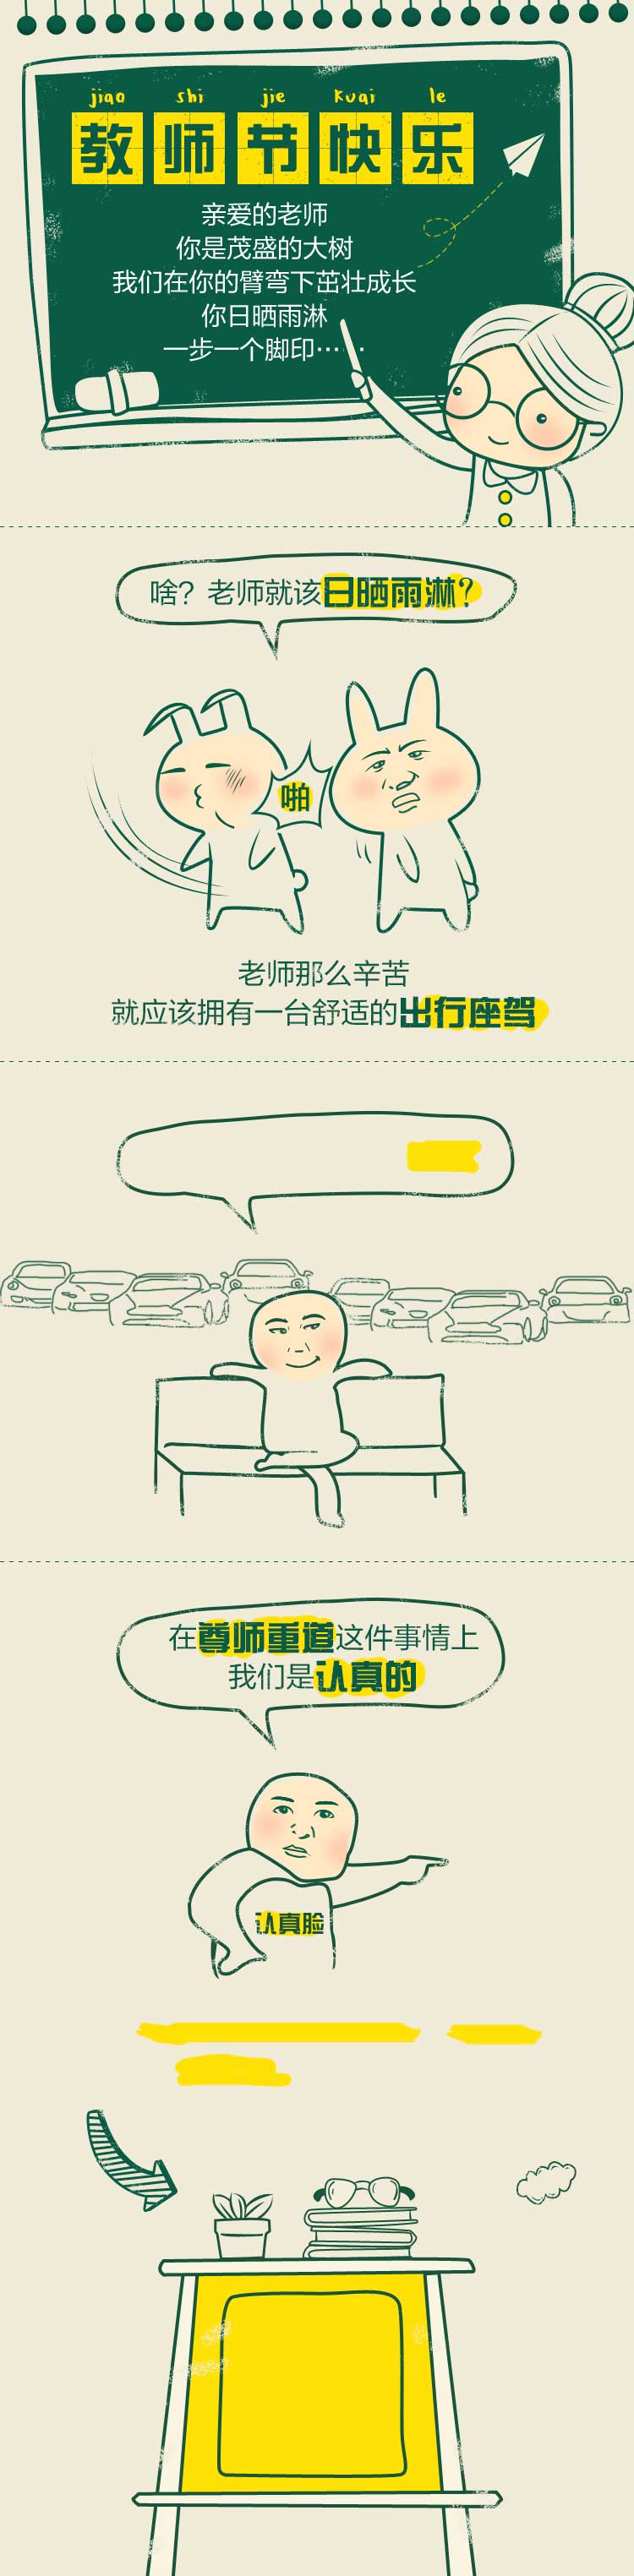 jiao shi jie kuai le
教师节快乐
亲爱的老师
你是茂盛的大树
我们在你的臂弯下茁壮成长
你日晒雨淋
一步一个脚印……
啥？老师就该日晒雨淋？
啪
老师那么辛苦
就应该拥有一台舒适的出行座驾
在尊师重道这件事情上
我们是认真的
认真脸